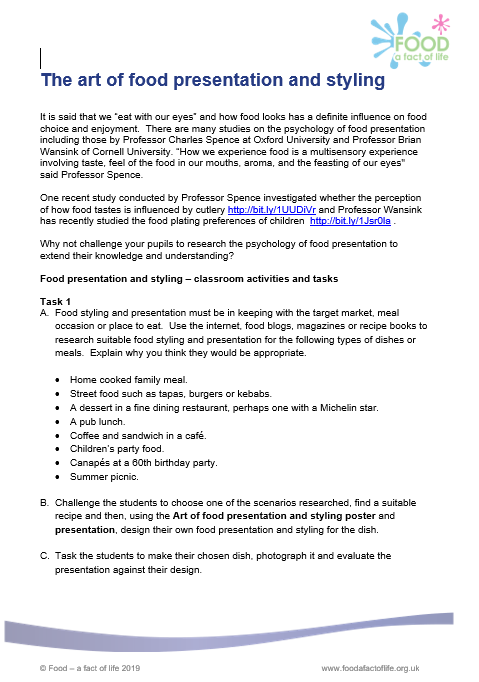 FOOD
a fact of life
The art of food presentation and styling
It is said that we “eat with our eyes” and how food looks has a definite influence on food
choice and enjoyment.  There are many studies on the psychology of food presentation
including those by Professor Charles Spence at Oxford University and Professor Brian
Wansink of Cornell University. “How we experience food is a multisensory experience
involving taste, feel of the food in our mouths, aroma, and the feasting of our eyes"
said Professor Spence.
One recent study conducted by Professor Spence investigated whether the perception
of how food tastes is influenced by cutlery http://bit.ly/1UUDiVr and Professor Wansink
has recently studied the food plating preferences of children  http://bit.ly/1Jsr0la .
Why not challenge your pupils to research the psychology of food presentation to
extend their knowledge and understanding?
Food presentation and styling – classroom activities and tasks
Task 1
A. Food styling and presentation must be in keeping with the target market, meal
occasion or place to eat.  Use the internet, food blogs, magazines or recipe books to
research suitable food styling and presentation for the following types of dishes or
meals.  Explain why you think they would be appropriate.
• Home cooked family meal.
• Street food such as tapas, burgers or kebabs.
• A dessert in a fine dining restaurant, perhaps one with a Michelin star.
• A pub lunch.
• Coffee and sandwich in a café.
• Children’s party food.
• Canapés at a 60th birthday party.
• Summer picnic.
B. Challenge the students to choose one of the scenarios researched, find a suitable
recipe and then, using the Art of food presentation and styling poster and
presentation, design their own food presentation and styling for the dish.
C. Task the students to make their chosen dish, photograph it and evaluate the
presentation against their design.
© Food – a fact of life 2019
www.foodafactoflife.org.uk